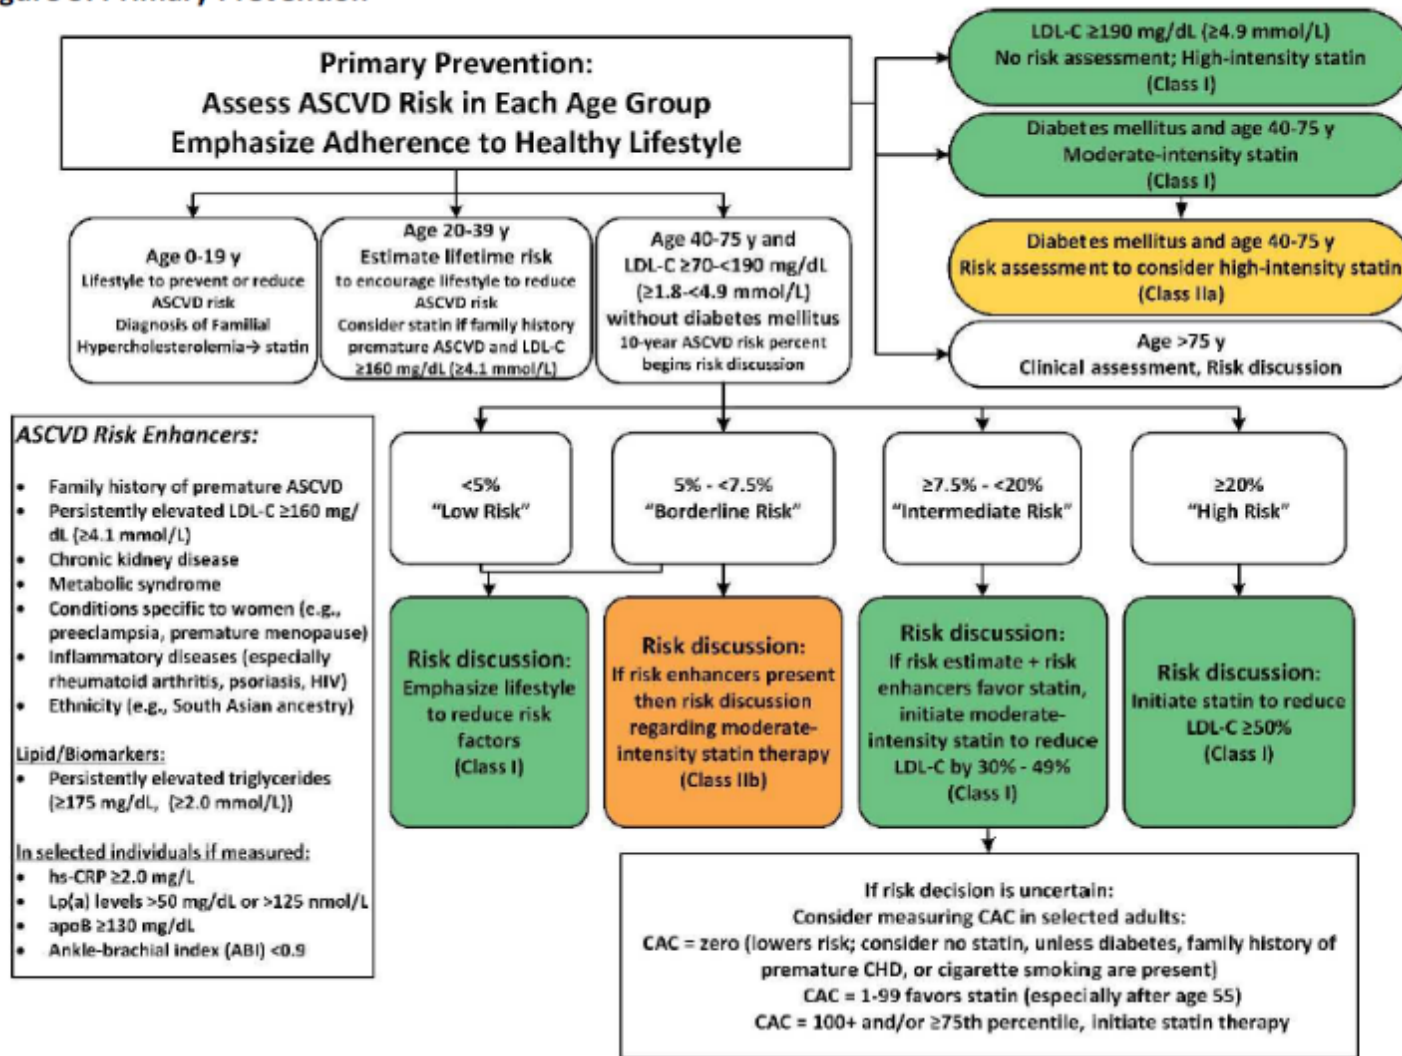 Primary Prevention:
Assess ASCVD Risk in Each Age Group
Emphasize Adherence to Healthy Lifestyle
LDL-C ≥190 mg/dL (≥4.9 mmol/L)
No risk assessment; High-intensity statin
(Class I)
Diabetes mellitus and age 40-75 y
Moderate-intensity statin
(Class I)
Diabetes mellitus and age 40-75 y
Risk assessment to consider high-intensity statin
(Class IIa)
Age >75 y
Clinical assessment, Risk discussion
Age 0-19 y
Lifestyle to prevent or reduce
ASCVD risk
Diagnosis of Familial
Hypercholesterolemia→ statin
Age 20-39 y
Estimate lifetime risk
to encourage lifestyle to reduce
ASCVD risk
Consider statin if family history
premature ASCVD and LDL-C
≥160 mg/dL (≥4.1 mmol/L)
Age 40-75 y and
LDL-C ≥70-<190 mg/dL
(≥1.8-<4.9 mmol/L)
without diabetes mellitus
10-year ASCVD risk percent
begins risk discussion
ASCVD Risk Enhancers:
• Family history of premature ASCVD
• Persistently elevated LDL-C ≥160 mg/
dL (≥4.1 mmol/L)
• Chronic kidney disease
• Metabolic syndrome
• Conditions specific to women (e.g.,
preeclampsia, premature menopause)
• Inflammatory diseases (especially
rheumatoid arthritis, psoriasis, HIV)
• Ethnicity (e.g., South Asian ancestry)
Lipid/Biomarkers:
• Persistently elevated triglycerides
(≥175 mg/dL, (≥2.0 mmol/L))
In selected individuals if measured:
• hs-CRP ≥2.0 mg/L
• Lp(a) levels >50 mg/dL or >125 nmol/L
• apoB ≥130 mg/dL
• Ankle-brachial index (ABI) <0.9
<5%
"Low Risk"
5% - <7.5%
"Borderline Risk"
≥7.5% - <20%
"Intermediate Risk"
≥20%
"High Risk"
Risk discussion:
Emphasize lifestyle
to reduce risk
factors
(Class I)
Risk discussion:
If risk enhancers present
then risk discussion
regarding moderate-
intensity statin therapy
(Class IIb)
Risk discussion:
If risk estimate + risk
enhancers favor statin,
initiate moderate-
intensity statin to reduce
LDL-C by 30% - 49%
(Class I)
Risk discussion:
Initiate statin to reduce
LDL-C ≥50%
(Class I)
If risk decision is uncertain:
Consider measuring CAC in selected adults:
CAC = zero (lowers risk; consider no statin, unless diabetes, family history of
premature CHD, or cigarette smoking are present)
CAC = 1-99 favors statin (especially after age 55)
CAC = 100+ and/or ≥75th percentile, initiate statin therapy